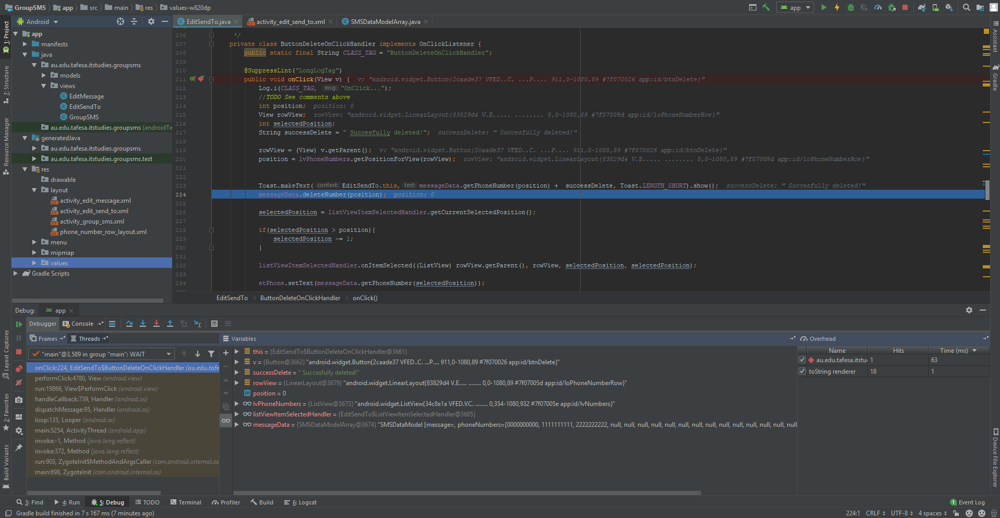 GroupSMS app src main res values-w820dp app
Android
EditSendTo.java activity_edit_send_to.xml SMSDataModelArray.java
1: Project
7: Structure
Resource Manager
Layout Captures
2: Favorites
Build Variants
Assistant
Gradle
Device File Explorer
app
manifests
java
au.edu.tafesa.itstudies.groupsms
models
views
EditMessage
EditSendTo
GroupSMS
au.edu.tafesa.itstudies.groupsms (androidTe
generatedJava
au.edu.tafesa.itstudies.groupsms
au.edu.tafesa.itstudies.groupsms.test
res
drawable
layout
activity_edit_message.xml
activity_edit_send_to.xml
activity_group_sms.xml
phone_number_row_layout.xml
menu
mipmap
values
Gradle Scripts
206 */
207 private class ButtonDeleteOnClickHandler implements OnClickListener {
208 public static final String CLASS_TAG = "ButtonDeleteOnClickHandler";
209
210 @SuppressLint("LongLogTag")
211 public void onClick(View v) { v: "android.widget.Button{2caade37 VFED..C. ...P.... 911,0-1080,89 #7f070026 app:id/btnDelete}"
212 Log.i(CLASS_TAG, msg: "OnClick...");
213 //TODO See comments above
214 int position; position: 0
215 View rowView; rowView: "android.widget.LinearLayout{83829d4 V.E..... ........ 0,0-1080,89 #7f07005d app:id/loPhoneNumberRow}"
216 int selectedPosition;
217 String successDelete = " Succesfully deleted!"; successDelete: " Succesfully deleted!"
218
219 rowView = (View) v.getParent(); v: "android.widget.Button{2caade37 VFED..C. ...P.... 911,0-1080,89 #7f070026 app:id/btnDelete}"
220 position = lvPhoneNumbers.getPositionForView(rowView); rowView: "android.widget.LinearLayout{83829d4 V.E..... ........ 0,0-1080,89 #7f07005d app:id/loPhoneNumberRow}"
221
222
223 Toast.makeText( context: EditSendTo.this, text: messageData.getPhoneNumber(position) + successDelete, Toast.LENGTH_SHORT).show(); successDelete: " Succesfully deleted!"
224 messageData.deleteNumber(position); position: 0
225
226 selectedPosition = listViewItemSelectedHandler.getCurrentSelectedPosition();
227
228 if(selectedPosition > position){
229 selectedPosition -= 1;
230 }
231
232 listViewItemSelectedHandler.onItemSelected((ListView) rowView.getParent(), rowView, selectedPosition, selectedPosition);
233
234 etPhone.setText(messageData.getPhoneNumber(selectedPosition));
EditSendTo › ButtonDeleteOnClickHandler › onClick()
Debug: app
Debugger Console
Frames Threads
"main"@3,589 in group "main": WAIT
onClick:224, EditSendTo$ButtonDeleteOnClickHandler (au.edu.tafe
performClick:4780, View (android.view)
run:19866, View$PerformClick (android.view)
handleCallback:739, Handler (android.os)
dispatchMessage:95, Handler (android.os)
loop:135, Looper (android.os)
main:5254, ActivityThread (android.app)
invoke:-1, Method (java.lang.reflect)
invoke:372, Method (java.lang.reflect)
run:903, ZygoteInit$MethodAndArgsCaller (com.android.internal.os
main:698, ZygoteInit (com.android.internal.os)
Variables
this = {EditSendTo$ButtonDeleteOnClickHandler@3661}
v = {Button@3662} "android.widget.Button{2caade37 VFED..C. ...P.... 911,0-1080,89 #7f070026 app:id/btnDelete}"
successDelete = " Succesfully deleted!"
rowView = {LinearLayout@3679} "android.widget.LinearLayout{83829d4 V.E..... ........ 0,0-1080,89 #7f07005d app:id/loPhoneNumberRow}"
position = 0
lvPhoneNumbers = {ListView@3673} "android.widget.ListView{34c8e1a VFED.VC. ........ 0,354-1080,932 #7f07005e app:id/lvNumbers}"
listViewItemSelectedHandler = {EditSendTo$ListViewItemSelectedHandler@3685}
messageData = {SMSDataModelArray@3674} "SMSDataModel [message=, phoneNumbers=[0000000000, 1111111111, 2222222222, null, null, null, null, null, null, null, null, null, null, null, null, null, null
Overhead
Name Hits Time (ms)
au.edu.tafesa.itstu 1 63
toString renderer 18 1
3: Find 4: Run 5: Debug TODO Terminal Profiler Build 6: Logcat 1 Event Log
Gradle build finished in 7 s 167 ms (7 minutes ago) 224:1 CRLF UTF-8 4 spaces